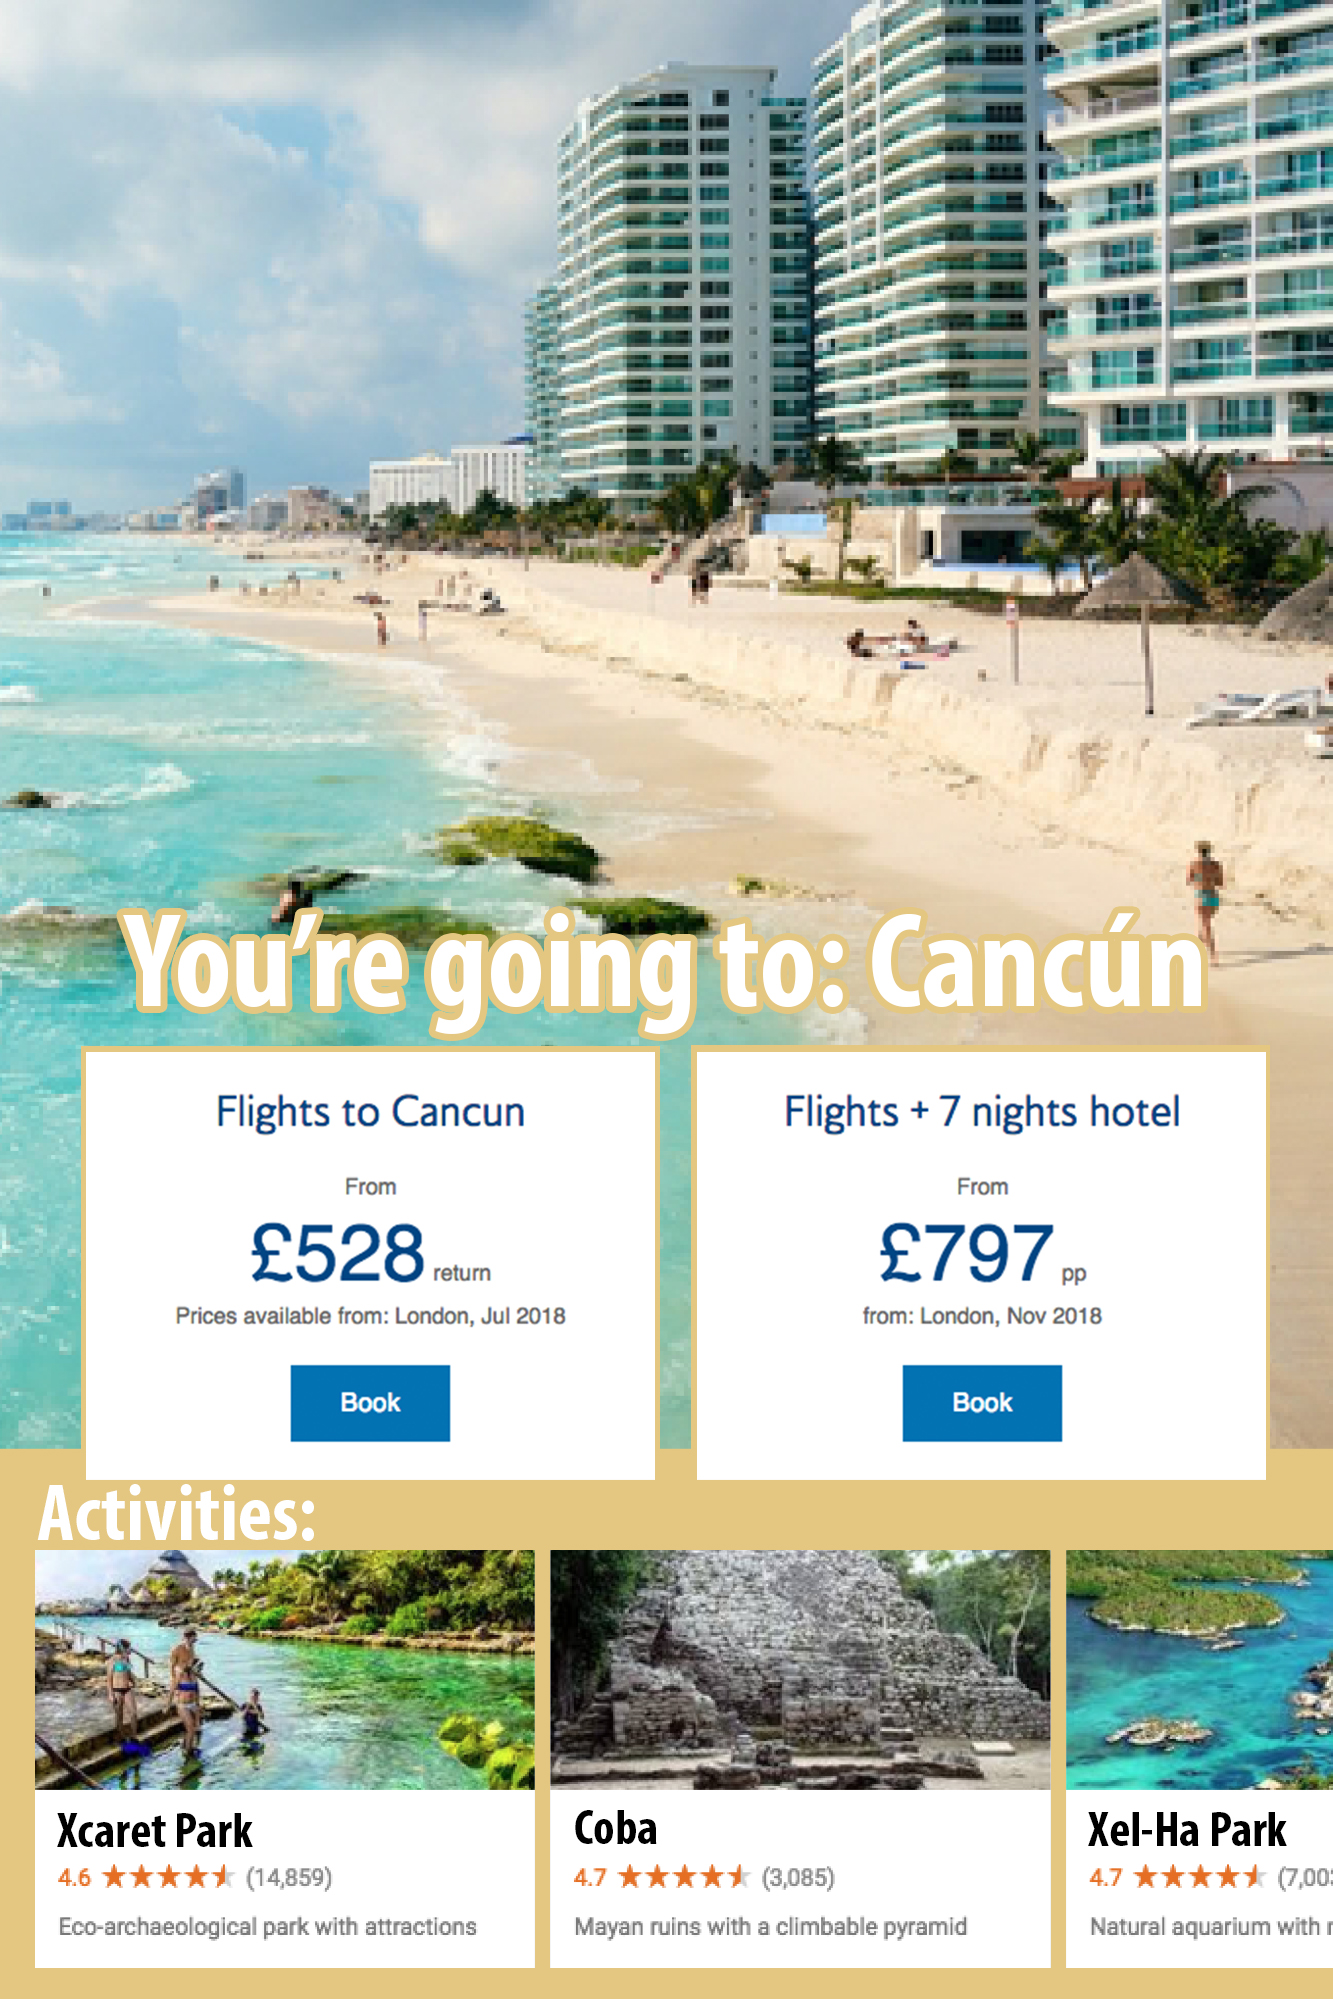 You're going to: Cancún
Flights to Cancun
From
£528 return
Prices available from: London, Jul 2018
Book
Flights + 7 nights hotel
From
£797 pp
from: London, Nov 2018
Book
Activities:
Xcaret Park
4.6 (14,859)
Eco-archaeological park with attractions
Coba
4.7 (3,085)
Mayan ruins with a climbable pyramid
Xel-Ha Park
4.7 (7,003
Natural aquarium with